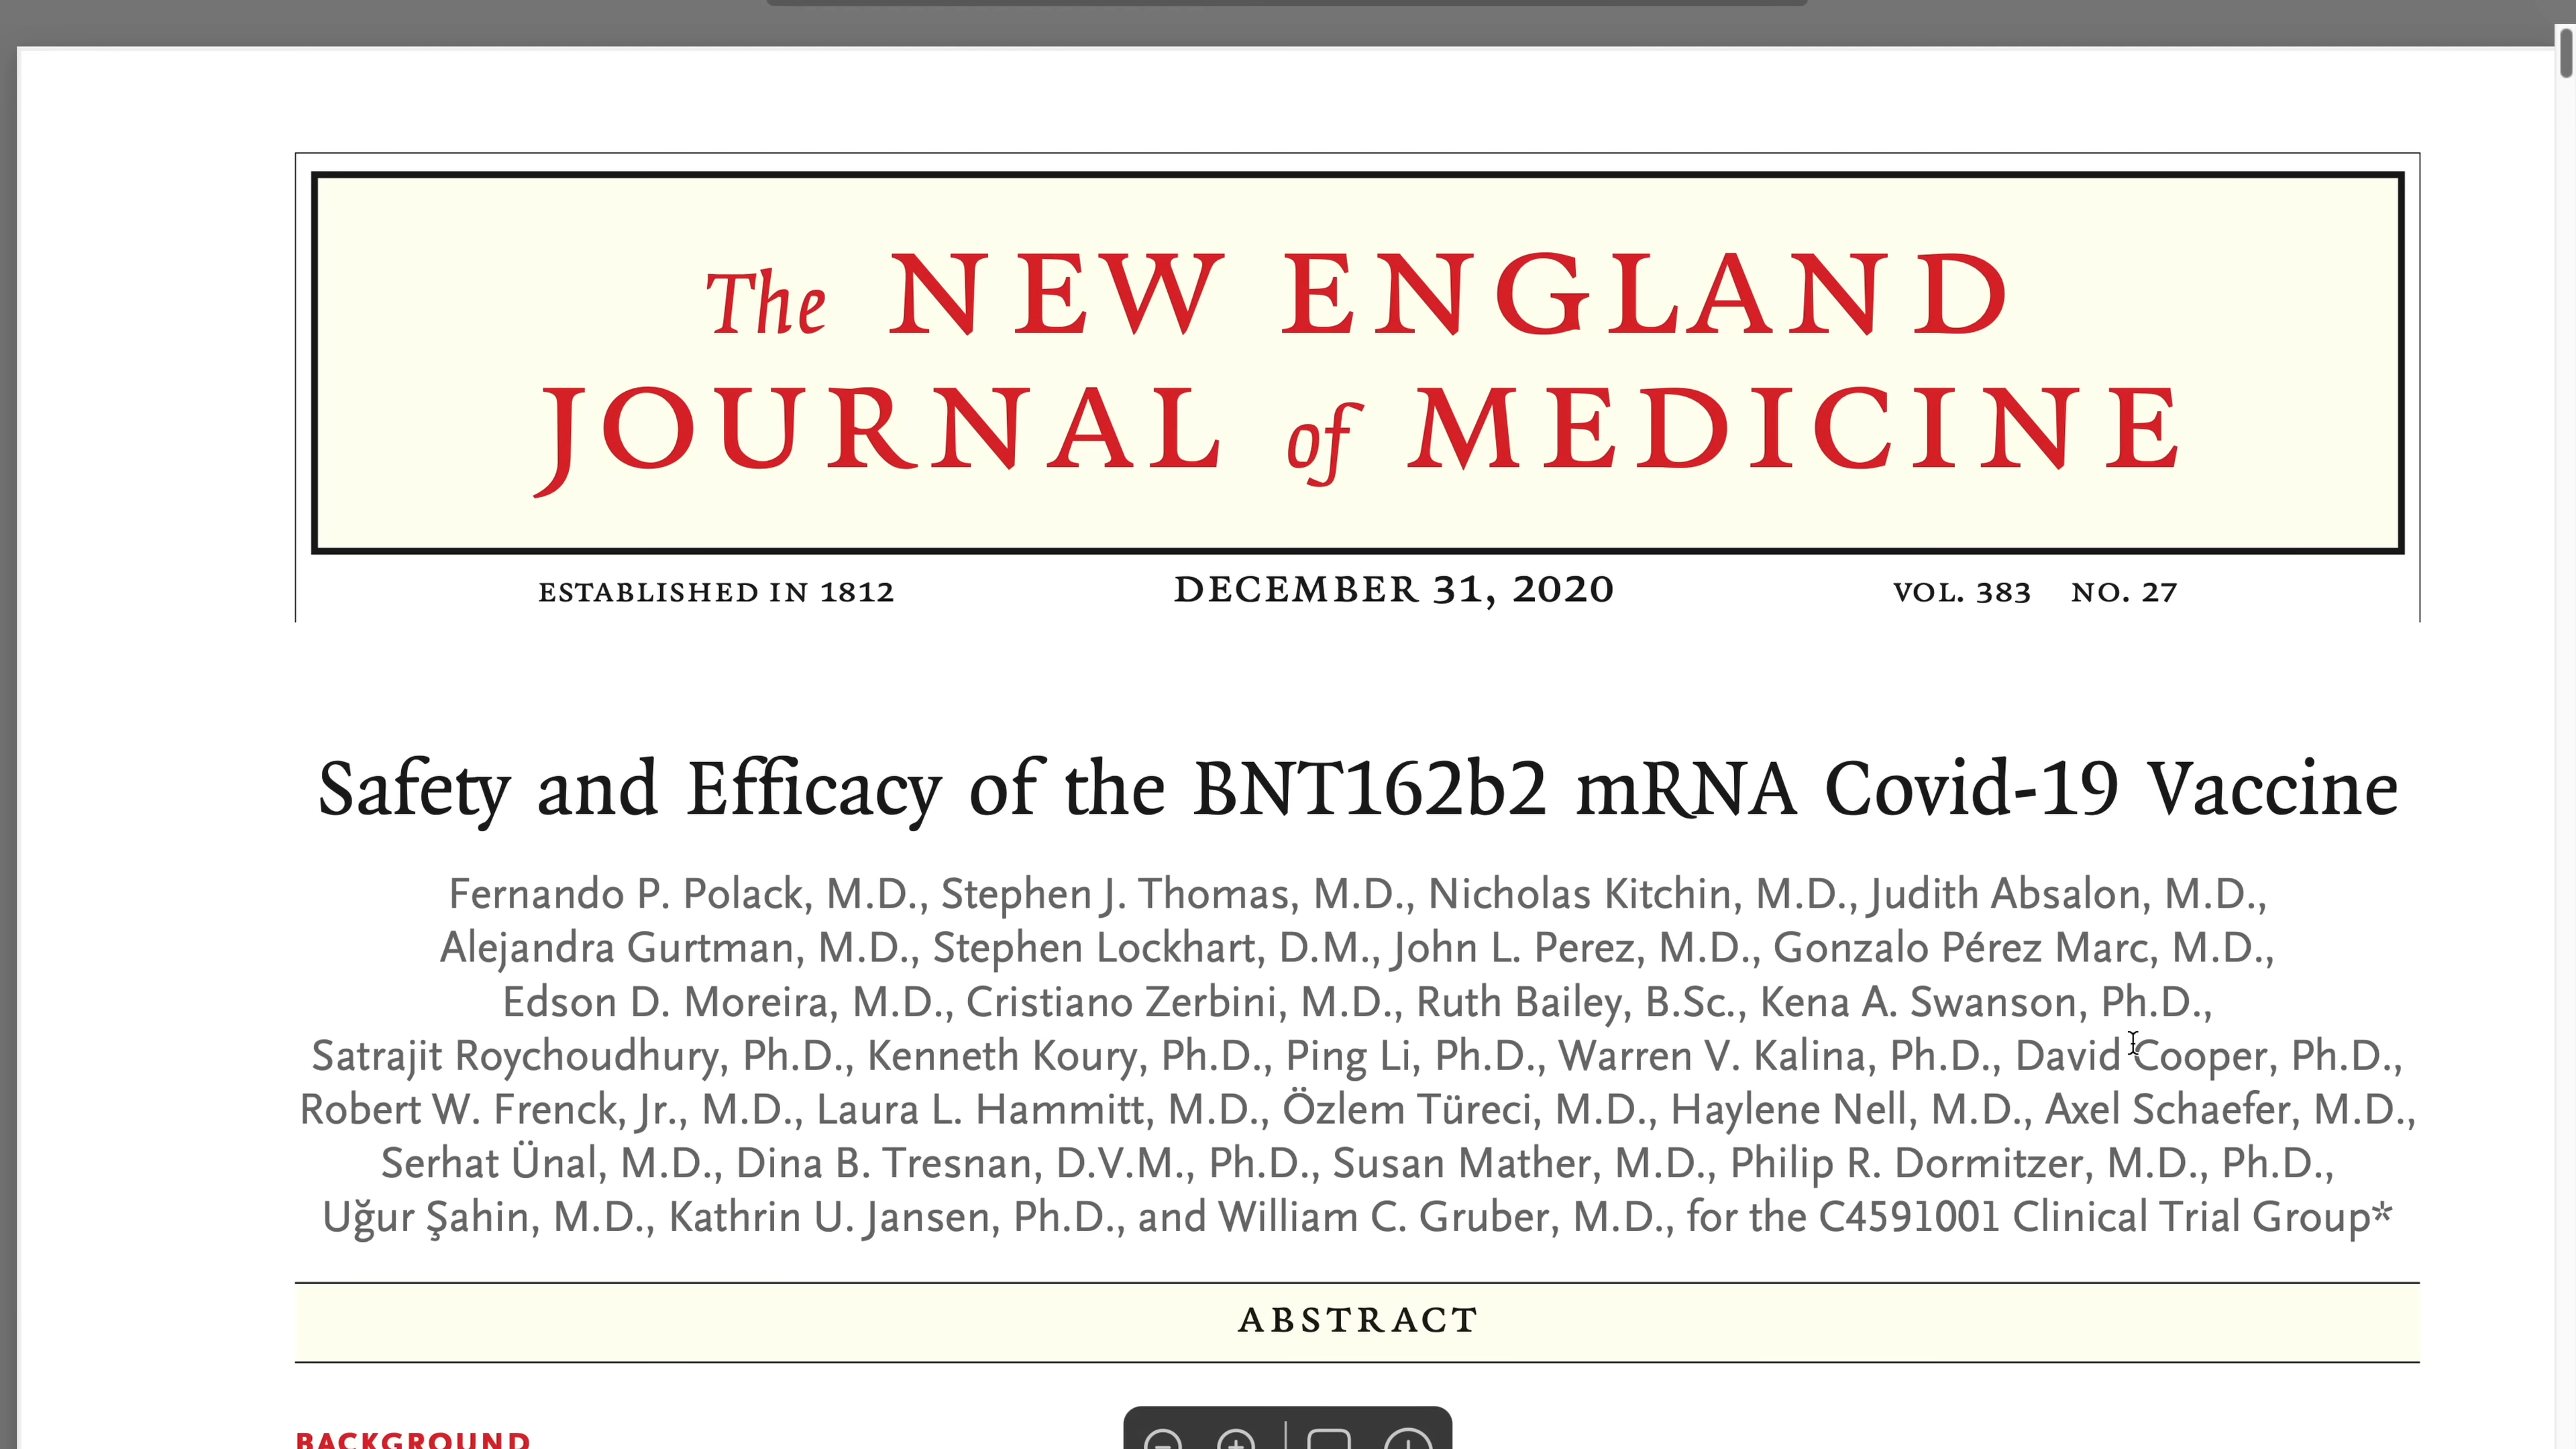 The NEW ENGLAND
JOURNAL of MEDICINE
ESTABLISHED IN 1812 DECEMBER 31, 2020 VOL. 383 NO. 27
Safety and Efficacy of the BNT162b2 mRNA Covid-19 Vaccine
Fernando P. Polack, M.D., Stephen J. Thomas, M.D., Nicholas Kitchin, M.D., Judith Absalon, M.D.,
Alejandra Gurtman, M.D., Stephen Lockhart, D.M., John L. Perez, M.D., Gonzalo Pérez Marc, M.D.,
Edson D. Moreira, M.D., Cristiano Zerbini, M.D., Ruth Bailey, B.Sc., Kena A. Swanson, Ph.D.,
Satrajit Roychoudhury, Ph.D., Kenneth Koury, Ph.D., Ping Li, Ph.D., Warren V. Kalina, Ph.D., David Cooper, Ph.D.,
Robert W. Frenck, Jr., M.D., Laura L. Hammitt, M.D., Özlem Türeci, M.D., Haylene Nell, M.D., Axel Schaefer, M.D.,
Serhat Ünal, M.D., Dina B. Tresnan, D.V.M., Ph.D., Susan Mather, M.D., Philip R. Dormitzer, M.D., Ph.D.,
Uğur Şahin, M.D., Kathrin U. Jansen, Ph.D., and William C. Gruber, M.D., for the C4591001 Clinical Trial Group*
ABSTRACT
BACKGROUND